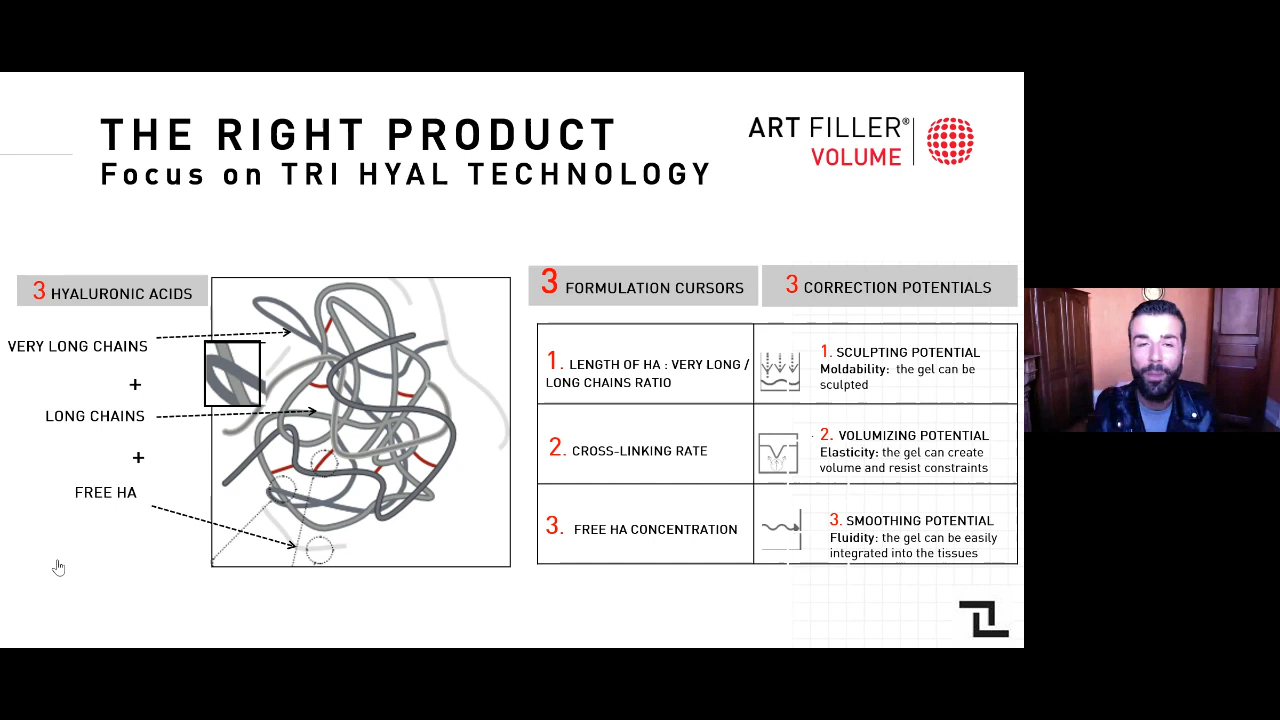 THE RIGHT PRODUCT
Focus on TRI HYAL TECHNOLOGY
ART FILLER®
VOLUME
3 HYALURONIC ACIDS
VERY LONG CHAINS
+
LONG CHAINS
+
FREE HA
3 FORMULATION CURSORS
3 CORRECTION POTENTIALS
1. LENGTH OF HA : VERY LONG /
LONG CHAINS RATIO
1. SCULPTING POTENTIAL
Moldability: the gel can be
sculpted
2. CROSS-LINKING RATE
2. VOLUMIZING POTENTIAL
Elasticity: the gel can create
volume and resist constraints
3. FREE HA CONCENTRATION
3. SMOOTHING POTENTIAL
Fluidity: the gel can be easily
integrated into the tissues